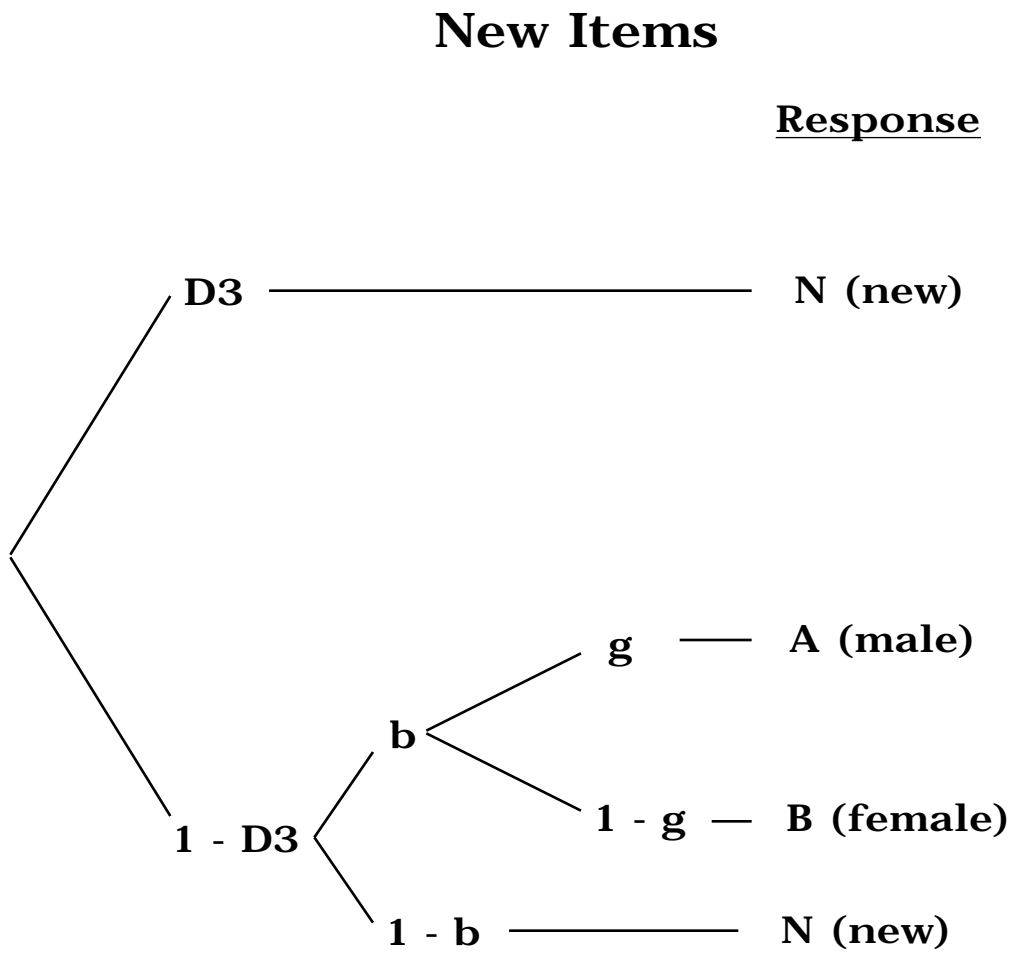 New Items
Response
D3 N (new)
g A (male)
b
1 - g B (female)
1 - D3
1 - b N (new)